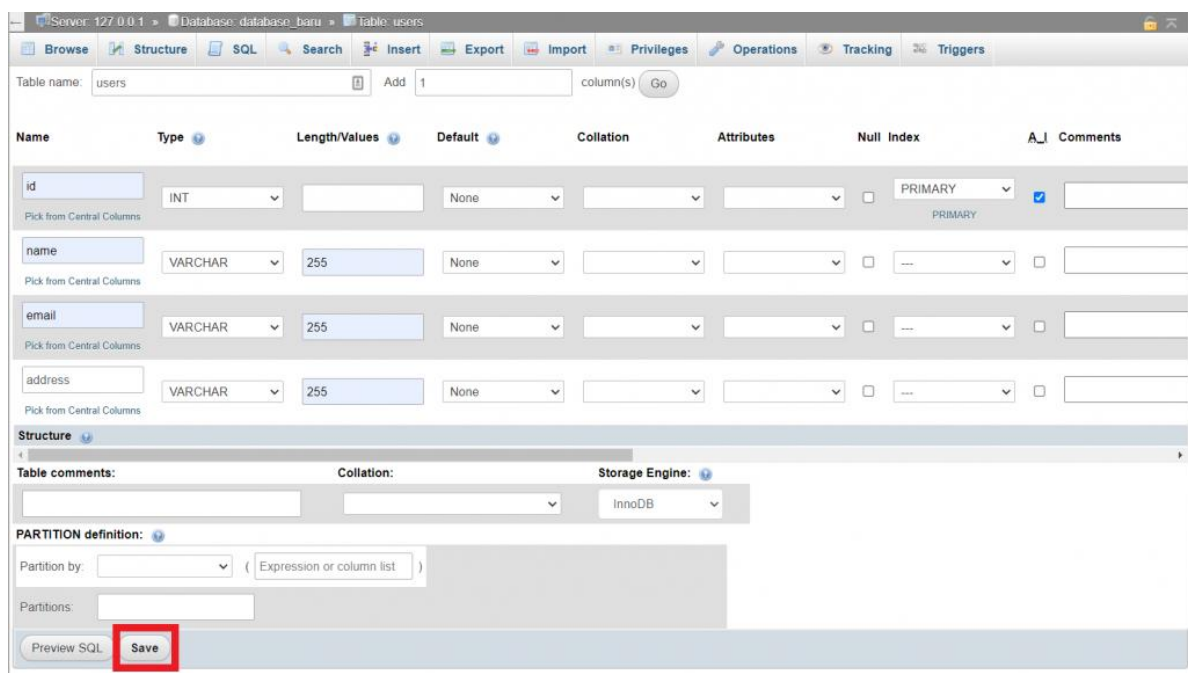 Server: 127.0.0.1 » Database: database_baru » Table: users
Browse Structure SQL Search Insert Export Import Privileges Operations Tracking Triggers
Table name: users Add 1 column(s) Go
Name Type Length/Values Default Collation Attributes Null Index A_I Comments
id INT None PRIMARY
Pick from Central Columns PRIMARY
name VARCHAR 255 None ---
Pick from Central Columns
email VARCHAR 255 None ---
Pick from Central Columns
address VARCHAR 255 None ---
Pick from Central Columns
Structure
Table comments: Collation: Storage Engine:
InnoDB
PARTITION definition:
Partition by: ( Expression or column list )
Partitions:
Preview SQL Save